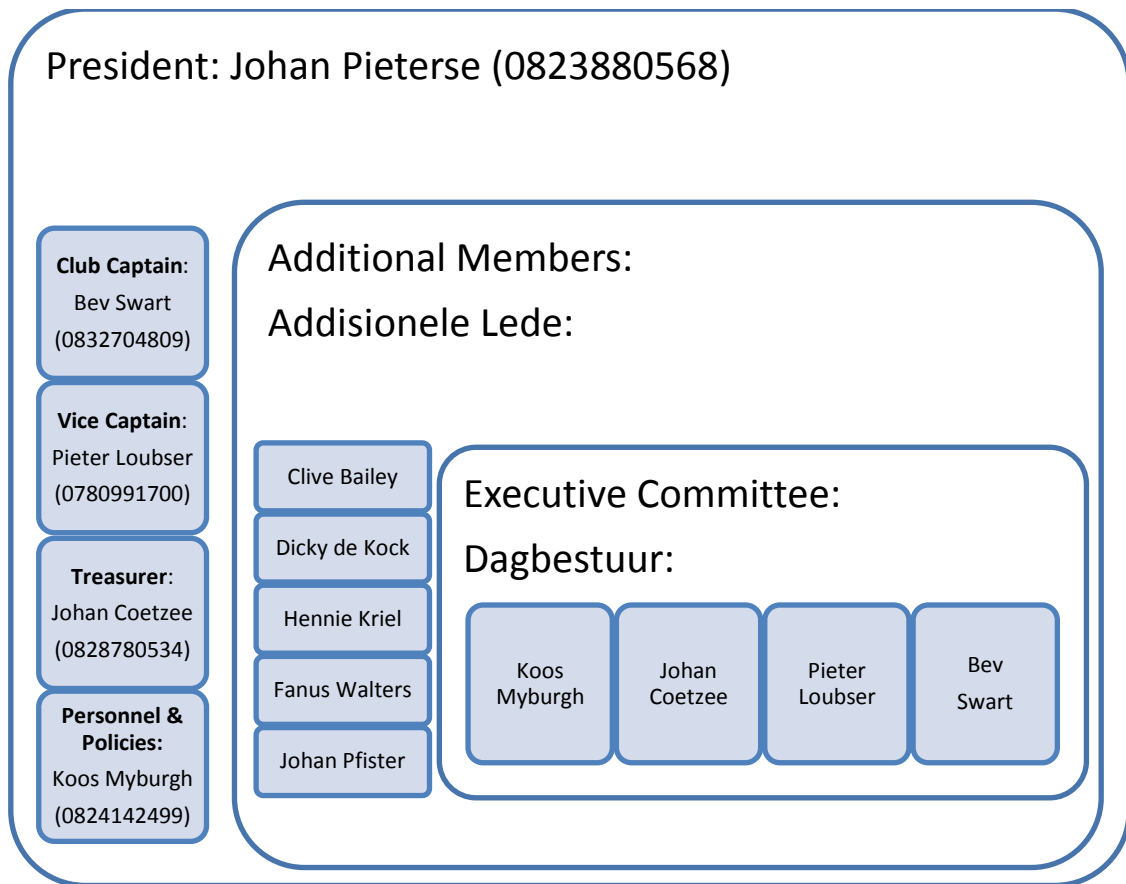 President: Johan Pieterse (0823880568)
Club Captain:
Bev Swart
(0832704809)
Vice Captain:
Pieter Loubser
(0780991700)
Treasurer:
Johan Coetzee
(0828780534)
Personnel &
Policies:
Koos Myburgh
(0824142499)
Additional Members:
Addisionele Lede:
Clive Bailey
Dicky de Kock
Hennie Kriel
Fanus Walters
Johan Pfister
Executive Committee:
Dagbestuur:
Koos
Myburgh
Johan
Coetzee
Pieter
Loubser
Bev
Swart